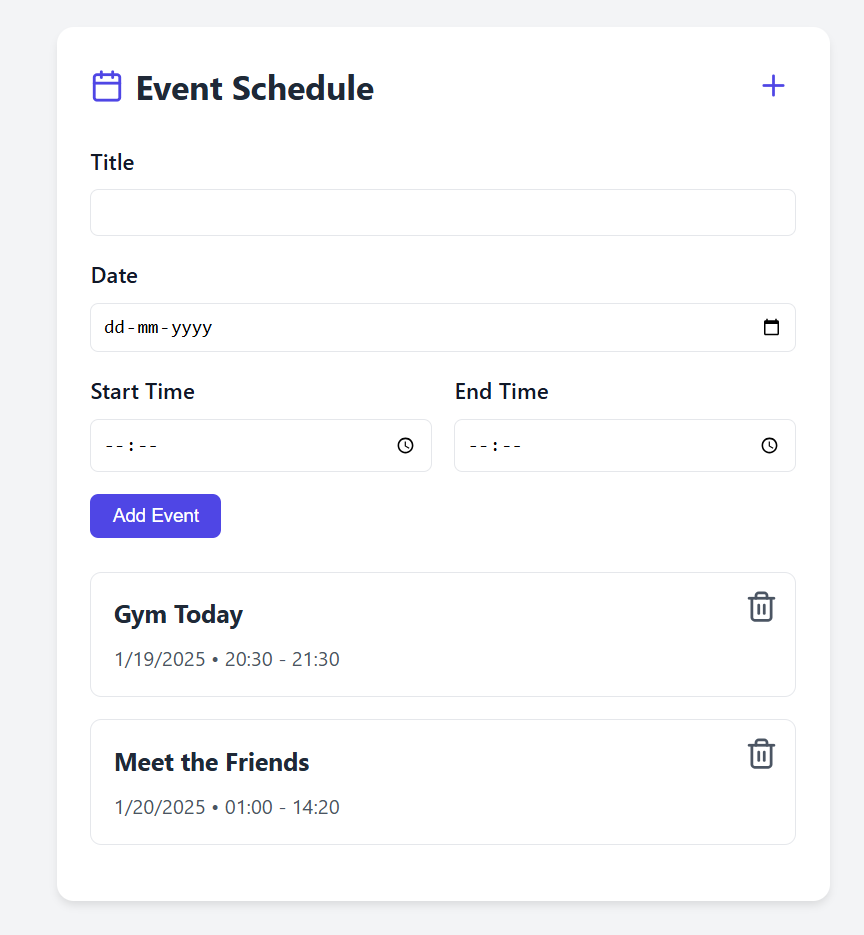 Event Schedule
Title
Date
dd-mm-yyyy
Start Time
End Time
--:--
--:--
Add Event
Gym Today
1/19/2025 • 20:30 - 21:30
Meet the Friends
1/20/2025 • 01:00 - 14:20